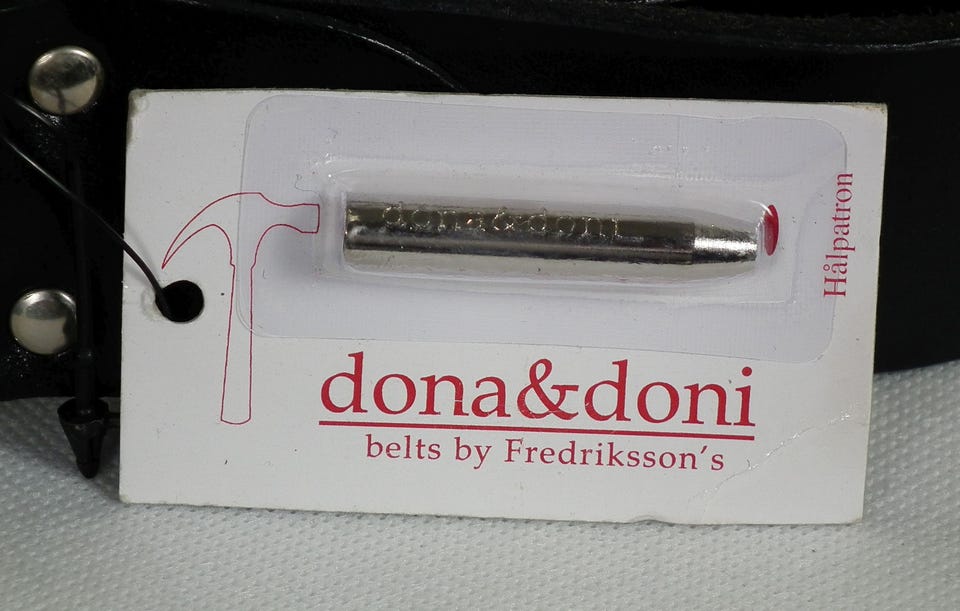 dona&doni
Hålpatron
dona&doni
belts by Fredriksson's